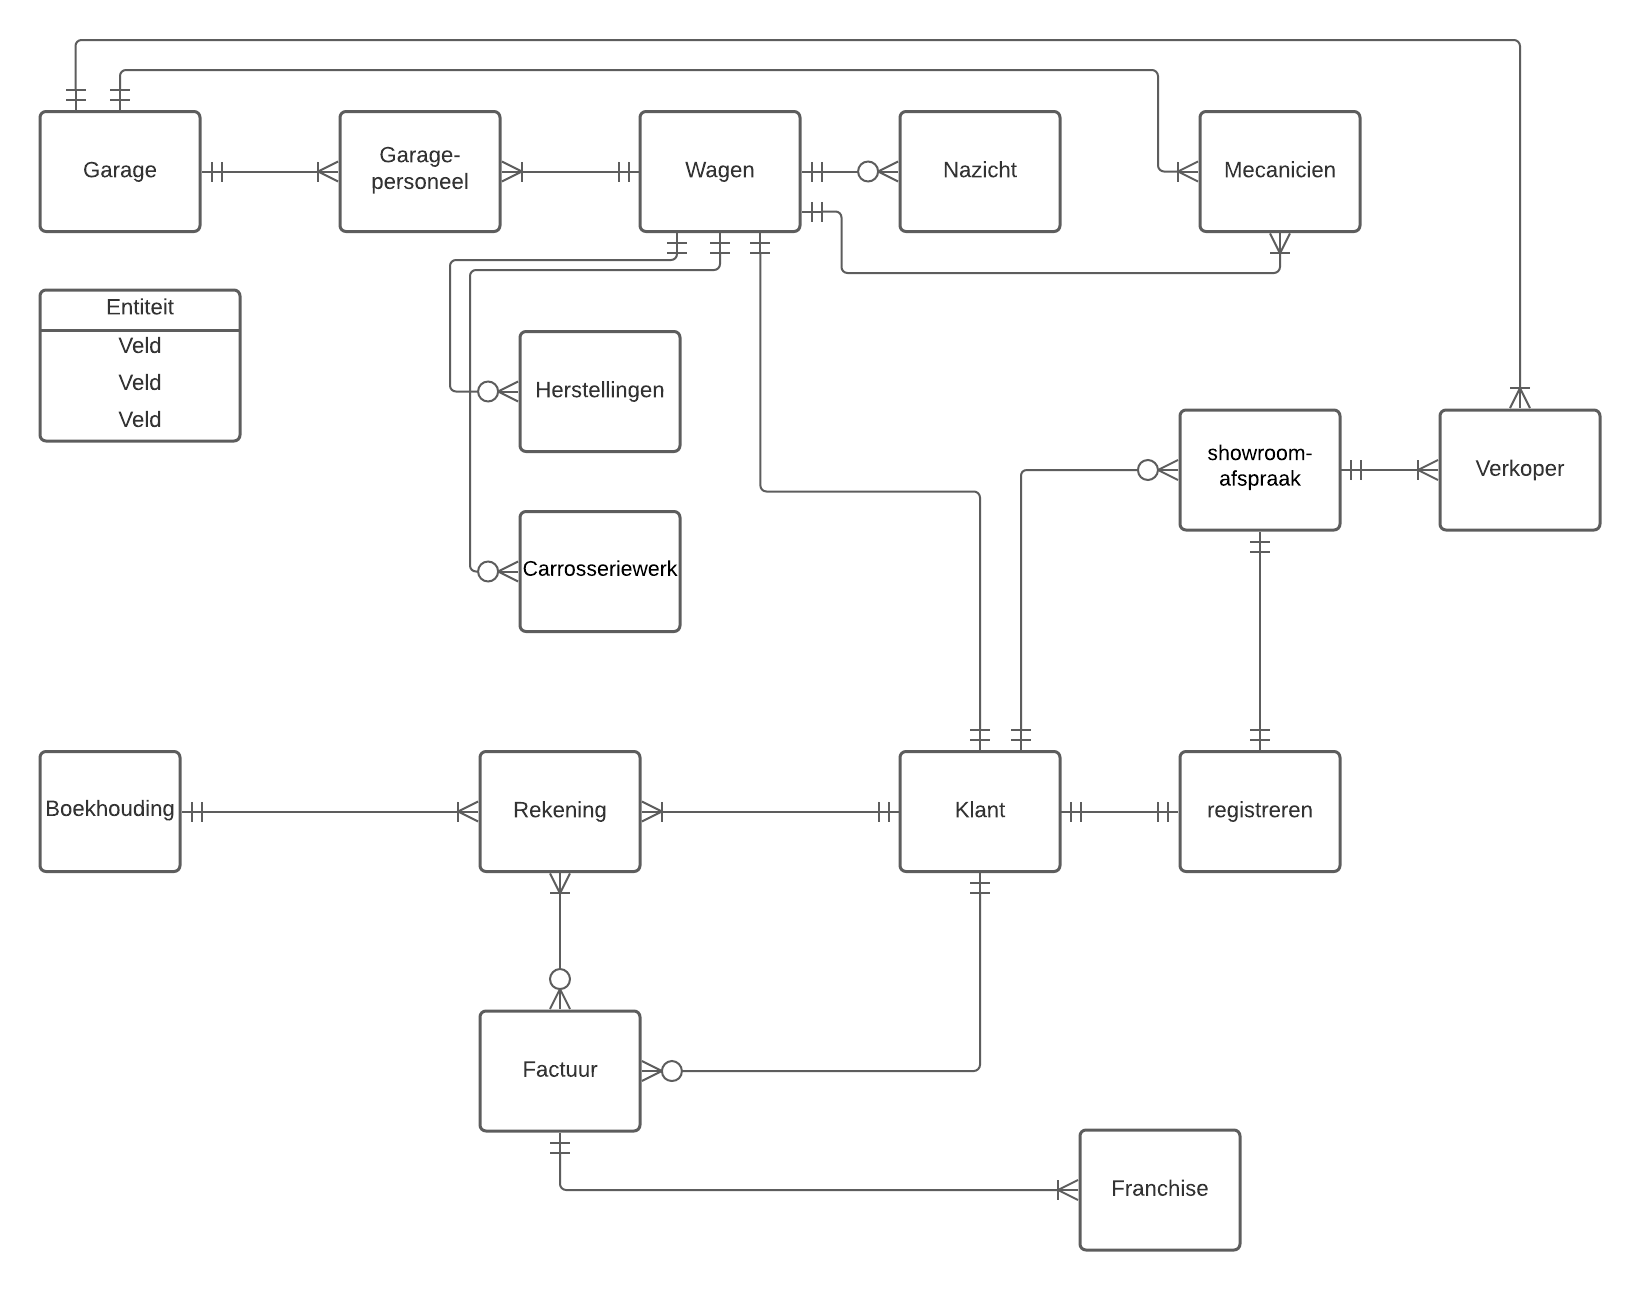 Garage
Garage-
personeel
Wagen
Nazicht
Mecanicien
Entiteit
Veld
Veld
Veld
Herstellingen
Carrosseriewerk
showroom-
afspraak
Verkoper
Boekhouding
Rekening
Klant
registreren
Factuur
Franchise